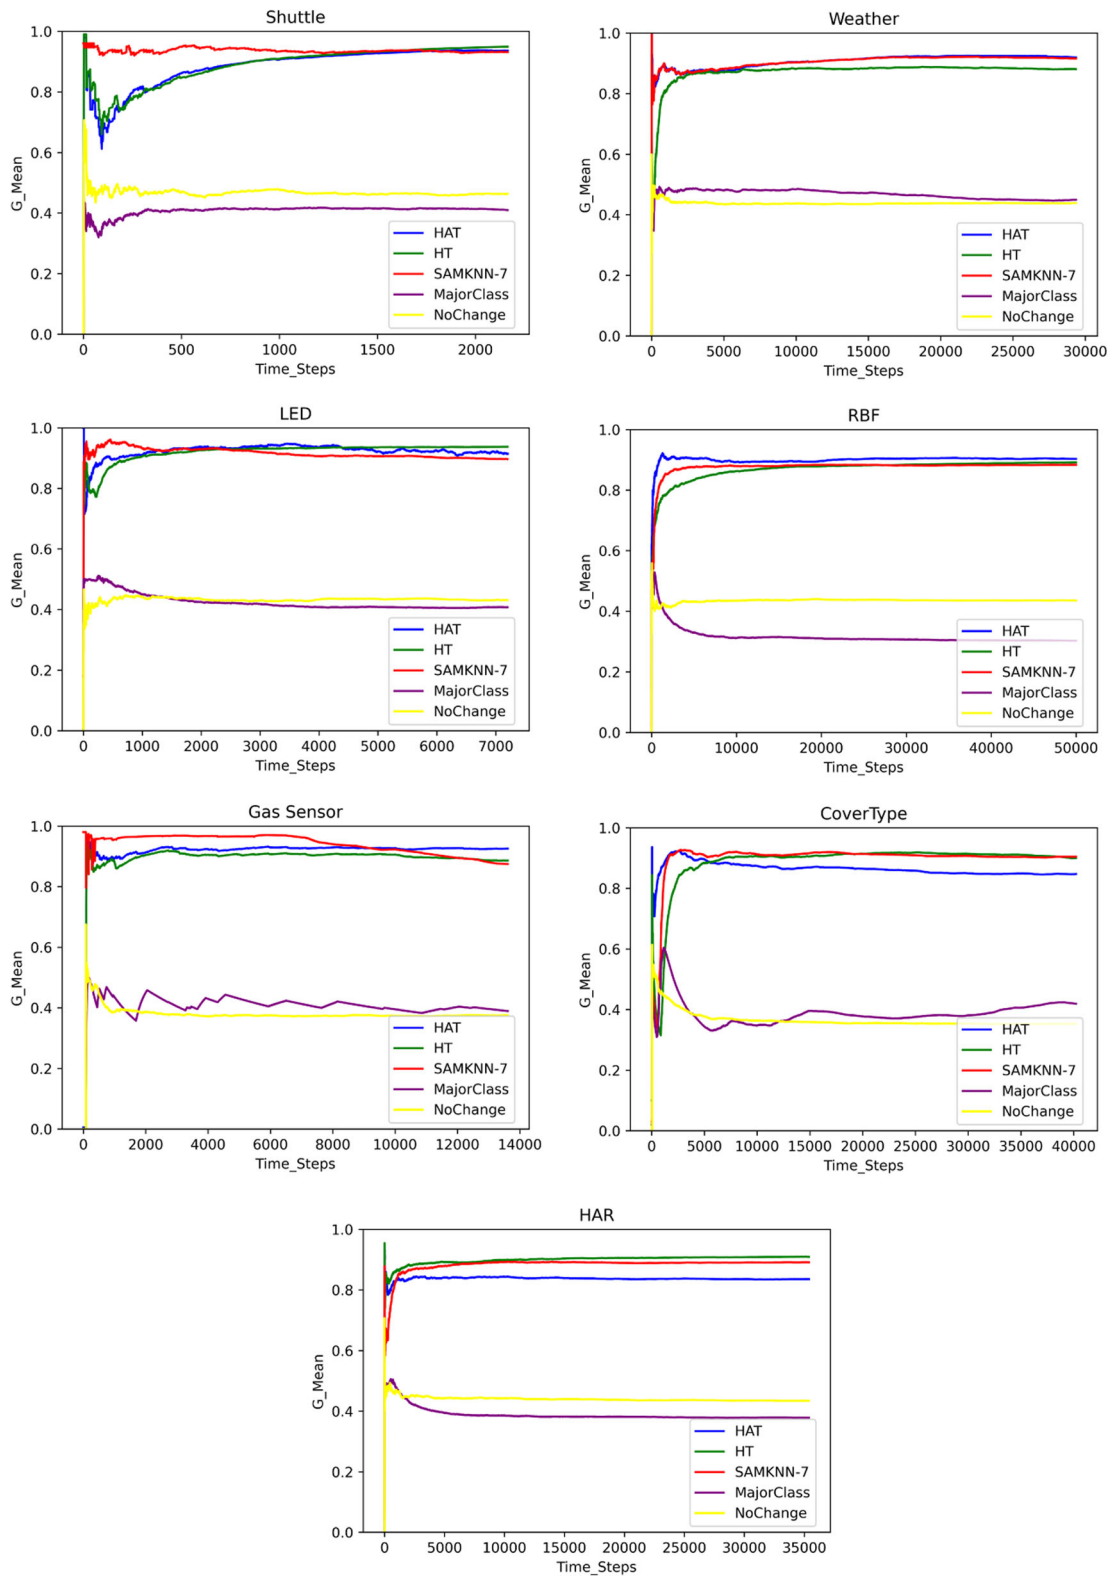 Shuttle
1.0
0.8
0.6
0.4
0.2
0.0
G_Mean
0 500 1000 1500 2000
Time_Steps
HAT
HT
SAMKNN-7
MajorClass
NoChange
Weather
1.0
0.8
0.6
0.4
0.2
0.0
G_Mean
0 5000 10000 15000 20000 25000 30000
Time_Steps
HAT
HT
SAMKNN-7
MajorClass
NoChange
LED
1.0
0.8
0.6
0.4
0.2
0.0
G_Mean
0 1000 2000 3000 4000 5000 6000 7000
Time_Steps
HAT
HT
SAMKNN-7
MajorClass
NoChange
RBF
1.0
0.8
0.6
0.4
0.2
0.0
G_Mean
0 10000 20000 30000 40000 50000
Time_Steps
HAT
HT
SAMKNN-7
MajorClass
NoChange
Gas Sensor
1.0
0.8
0.6
0.4
0.2
0.0
G_Mean
0 2000 4000 6000 8000 10000 12000 14000
Time_Steps
HAT
HT
SAMKNN-7
MajorClass
NoChange
CoverType
1.0
0.8
0.6
0.4
0.2
0.0
G_Mean
0 5000 10000 15000 20000 25000 30000 35000 40000
Time_Steps
HAT
HT
SAMKNN-7
MajorClass
NoChange
HAR
1.0
0.8
0.6
0.4
0.2
0.0
G_Mean
0 5000 10000 15000 20000 25000 30000 35000
Time_Steps
HAT
HT
SAMKNN-7
MajorClass
NoChange